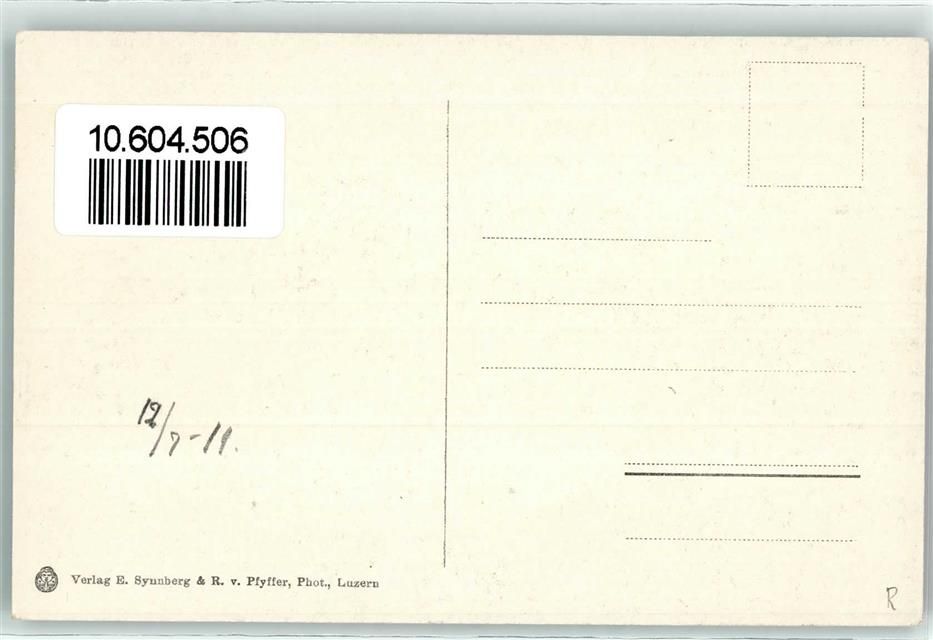 10.604.506
12/7-11.
Verlag E. Synnberg & R. v. Pfyffer, Phot., Luzern
R